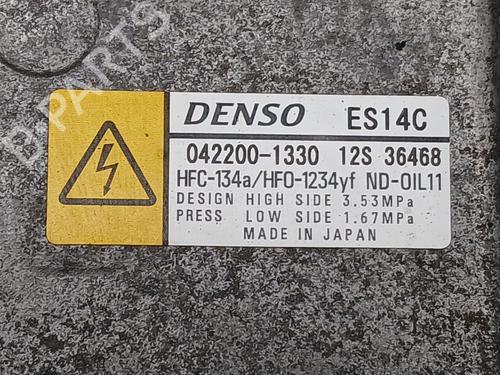 DENSO ES14C
042200-1330 12S 36468
HFC-134a/HFO-1234yf ND-OIL11
DESIGN HIGH SIDE 3.53MPa
PRESS. LOW SIDE 1.67MPa
MADE IN JAPAN
B-PARTS